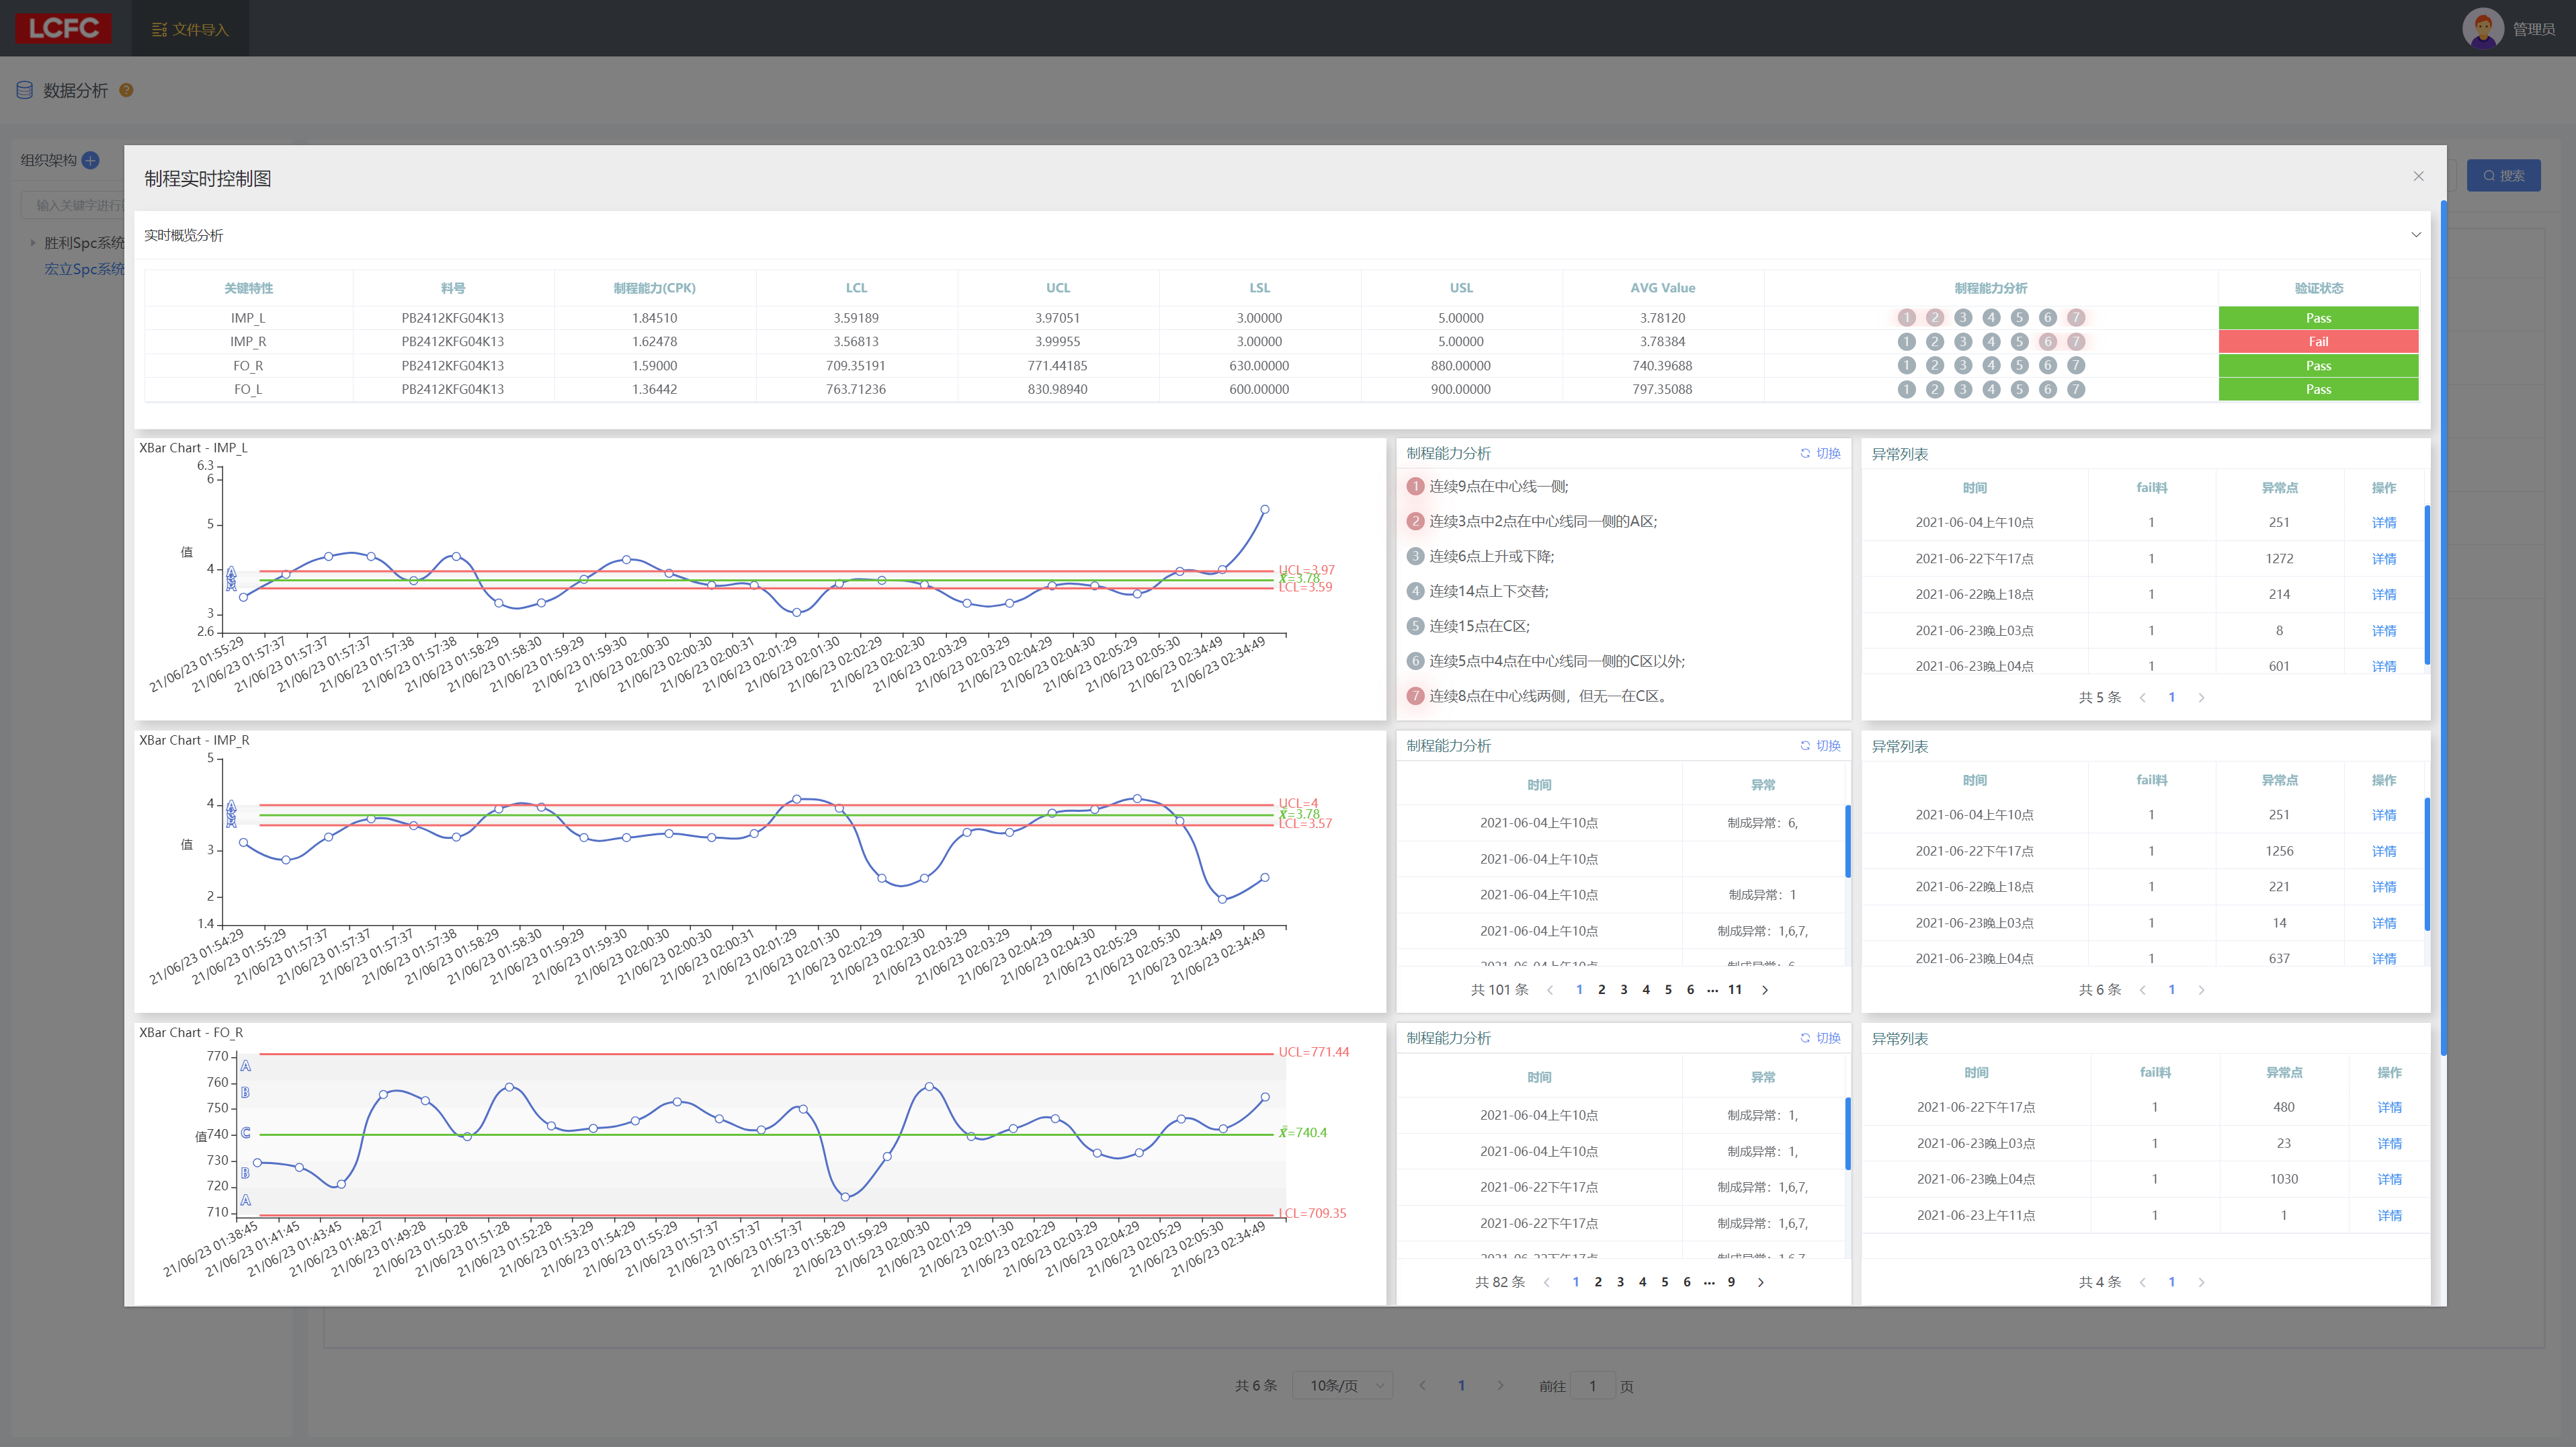 LCFC 文件导入 管理员
数据分析 ?
组织架构
搜索
输入关键字进行
胜利Spc系统
宏立Spc系统
制程实时控制图
实时概览分析
关键特性 料号 制程能力(CPK) LCL UCL LSL USL AVG Value 制程能力分析 验证状态
IMP_L PB2412KFG04K13 1.84510 3.59189 3.97051 3.00000 5.00000 3.78120 1 2 3 4 5 6 7 Pass
IMP_R PB2412KFG04K13 1.62478 3.56813 3.99955 3.00000 5.00000 3.78384 1 2 3 4 5 6 7 Fail
FO_R PB2412KFG04K13 1.59000 709.35191 771.44185 630.00000 880.00000 740.39688 1 2 3 4 5 6 7 Pass
FO_L PB2412KFG04K13 1.36442 763.71236 830.98940 600.00000 900.00000 797.35088 1 2 3 4 5 6 7 Pass
XBar Chart - IMP_L
6.3
6
5
值
4
3
2.6
UCL=3.97
x̄=3.78
LCL=3.59
21/06/23 01:55:29
21/06/23 01:57:37
21/06/23 01:57:37
21/06/23 01:57:37
21/06/23 01:57:38
21/06/23 01:57:38
21/06/23 01:58:29
21/06/23 01:58:30
21/06/23 01:59:29
21/06/23 01:59:30
21/06/23 02:00:30
21/06/23 02:00:30
21/06/23 02:00:31
21/06/23 02:01:29
21/06/23 02:01:30
21/06/23 02:02:29
21/06/23 02:02:30
21/06/23 02:03:29
21/06/23 02:03:29
21/06/23 02:04:29
21/06/23 02:04:30
21/06/23 02:05:29
21/06/23 02:05:30
21/06/23 02:34:49
21/06/23 02:34:49
制程能力分析 切换
1 连续9点在中心线一侧;
2 连续3点中2点在中心线同一侧的A区;
3 连续6点上升或下降;
4 连续14点上下交替;
5 连续15点在C区;
6 连续5点中4点在中心线同一侧的C区以外;
7 连续8点在中心线两侧，但无一在C区。
异常列表
时间 fail料 异常点 操作
2021-06-04上午10点 1 251 详情
2021-06-22下午17点 1 1272 详情
2021-06-22晚上18点 1 214 详情
2021-06-23晚上03点 1 8 详情
2021-06-23晚上04点 1 601 详情
共 5 条 1
XBar Chart - IMP_R
5
4
值
3
2
1.4
UCL=4
x̄=3.78
LCL=3.57
21/06/23 01:54:29
21/06/23 01:55:29
21/06/23 01:57:37
21/06/23 01:57:37
21/06/23 01:57:37
21/06/23 01:57:38
21/06/23 01:58:29
21/06/23 01:58:30
21/06/23 01:59:29
21/06/23 01:59:30
21/06/23 02:00:30
21/06/23 02:00:30
21/06/23 02:00:31
21/06/23 02:01:29
21/06/23 02:01:30
21/06/23 02:02:29
21/06/23 02:02:30
21/06/23 02:03:29
21/06/23 02:03:29
21/06/23 02:04:29
21/06/23 02:04:30
21/06/23 02:05:29
21/06/23 02:05:30
21/06/23 02:34:49
21/06/23 02:34:49
制程能力分析 切换
时间 异常
2021-06-04上午10点 制成异常：6,
2021-06-04上午10点
2021-06-04上午10点 制成异常：1
2021-06-04上午10点 制成异常：1,6,7,
共 101 条 1 2 3 4 5 6 ··· 11
异常列表
时间 fail料 异常点 操作
2021-06-04上午10点 1 251 详情
2021-06-22下午17点 1 1256 详情
2021-06-22晚上18点 1 221 详情
2021-06-23晚上03点 1 14 详情
2021-06-23晚上04点 1 637 详情
共 6 条 1
XBar Chart - FO_R
770
760
750
值740
730
720
710
A
B
C
B
A
UCL=771.44
x̄=740.4
LCL=709.35
21/06/23 01:38:45
21/06/23 01:41:45
21/06/23 01:43:45
21/06/23 01:48:27
21/06/23 01:49:28
21/06/23 01:50:28
21/06/23 01:51:28
21/06/23 01:52:28
21/06/23 01:53:29
21/06/23 01:54:29
21/06/23 01:55:29
21/06/23 01:57:37
21/06/23 01:57:37
21/06/23 01:57:37
21/06/23 01:58:29
21/06/23 01:59:29
21/06/23 02:00:30
21/06/23 02:01:29
21/06/23 02:01:30
21/06/23 02:02:29
21/06/23 02:03:29
21/06/23 02:04:29
21/06/23 02:05:29
21/06/23 02:05:30
21/06/23 02:34:49
制程能力分析 切换
时间 异常
2021-06-04上午10点 制成异常：1,
2021-06-04上午10点 制成异常：1,
2021-06-22下午17点 制成异常：1,6,7,
2021-06-22下午17点 制成异常：1,6,7,
共 82 条 1 2 3 4 5 6 ··· 9
异常列表
时间 fail料 异常点 操作
2021-06-22下午17点 1 480 详情
2021-06-23晚上03点 1 23 详情
2021-06-23晚上04点 1 1030 详情
2021-06-23上午11点 1 1 详情
共 4 条 1
共 6 条 10条/页 1 前往 1 页